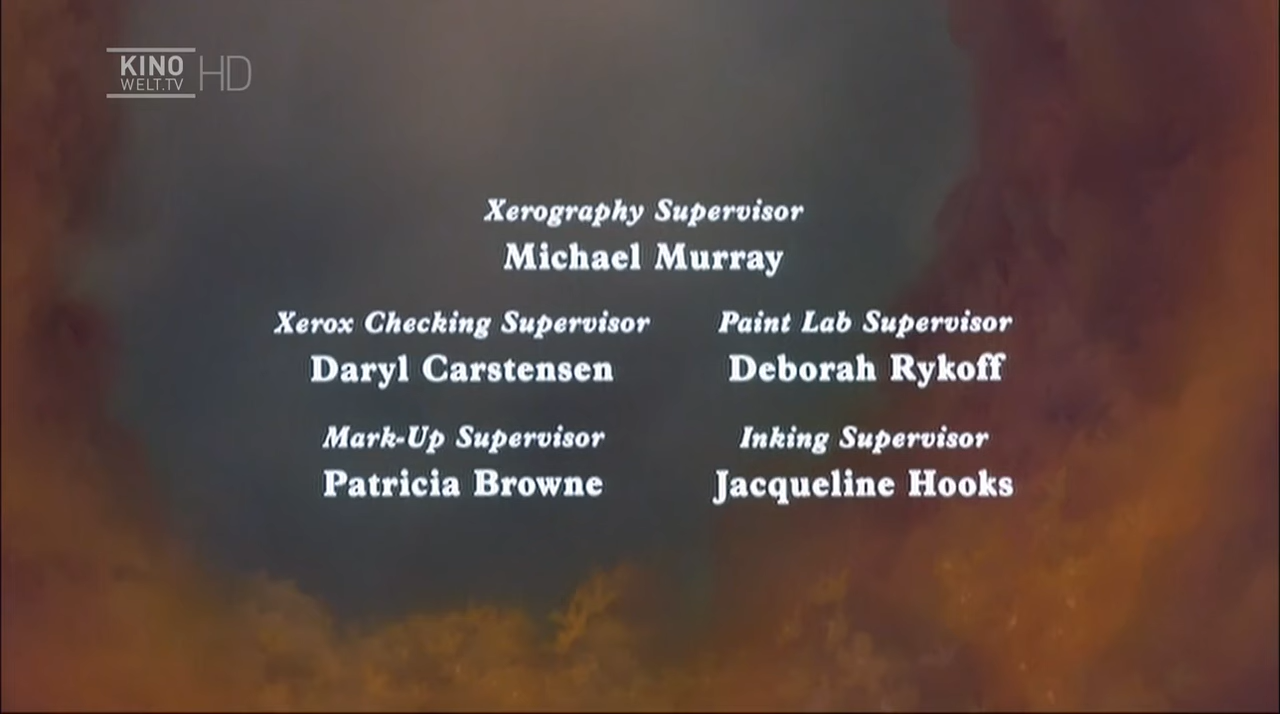 KINO
WELT.TV HD
Xerography Supervisor
Michael Murray
Xerox Checking Supervisor
Daryl Carstensen
Paint Lab Supervisor
Deborah Rykoff
Mark-Up Supervisor
Patricia Browne
Inking Supervisor
Jacqueline Hooks